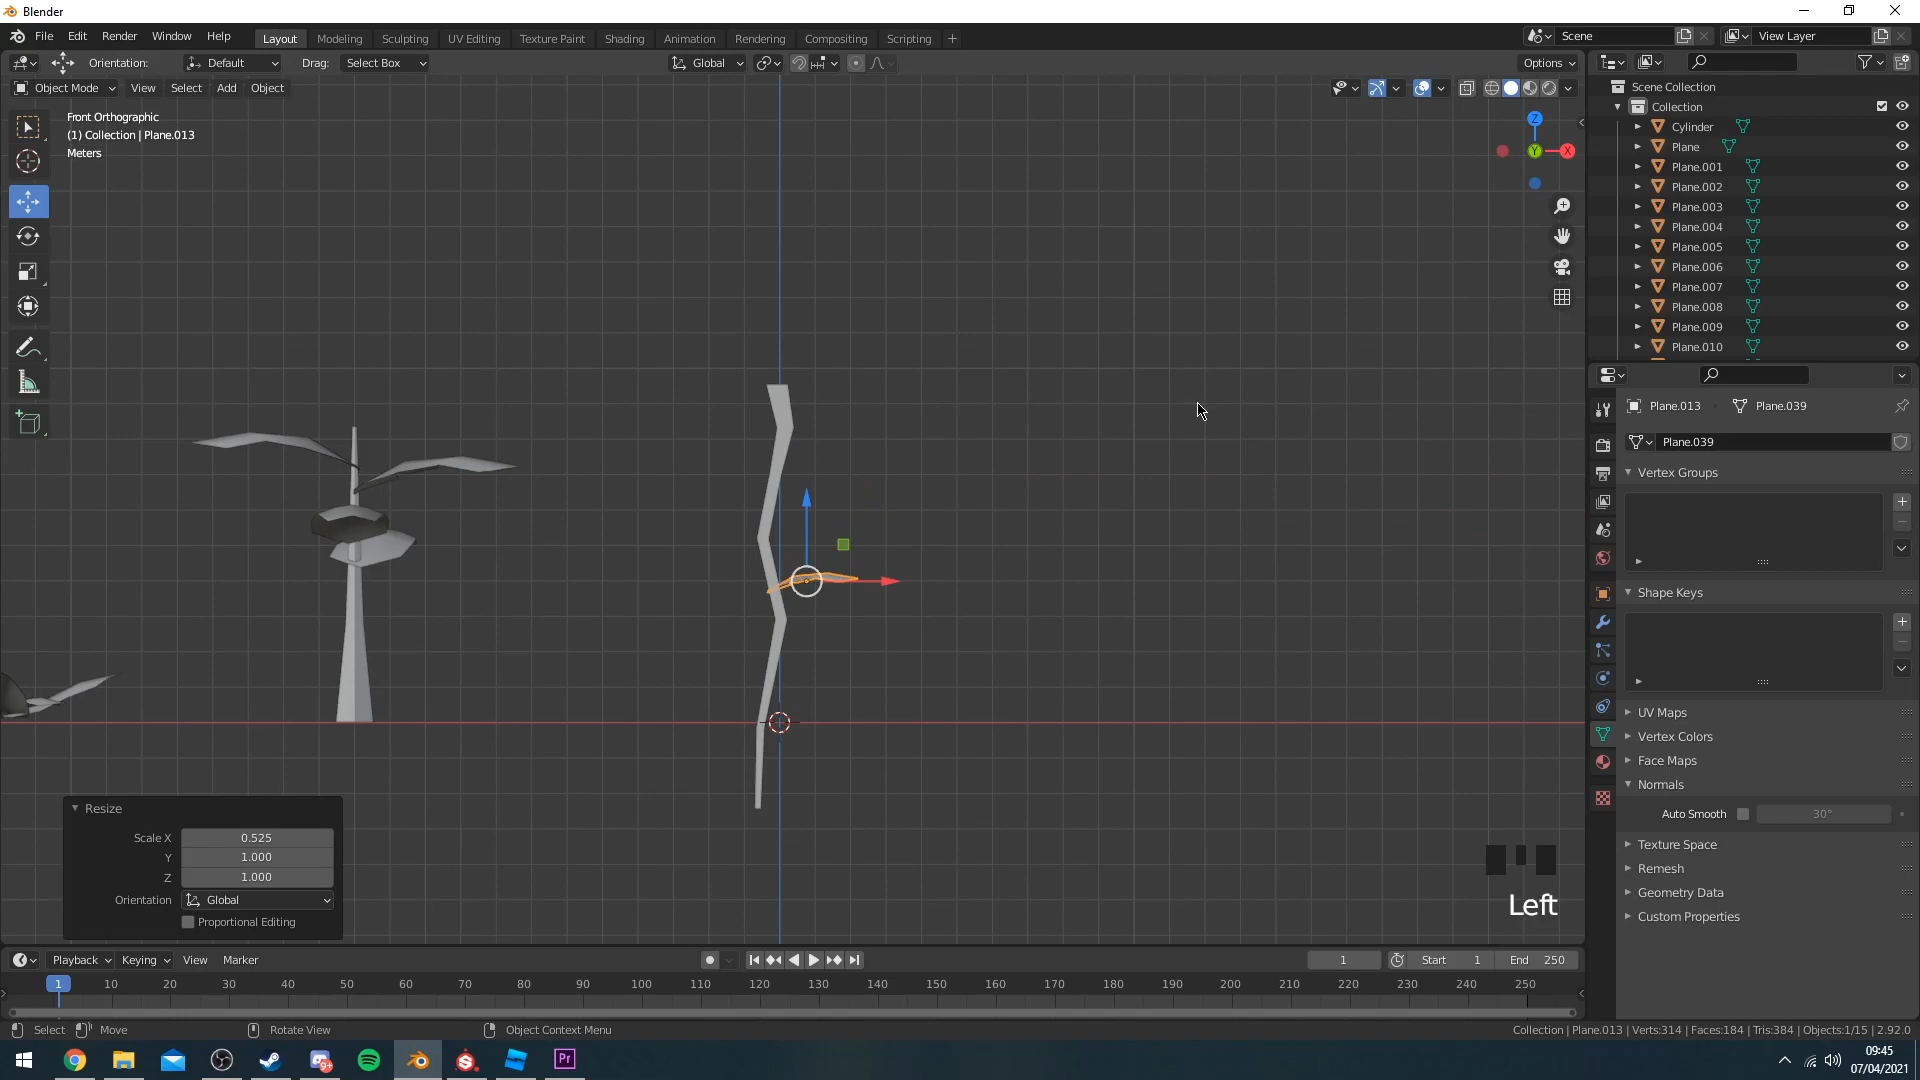 Blender
File Edit Render Window Help
Layout Modeling Sculpting UV Editing Texture Paint Shading Animation Rendering Compositing Scripting
Scene
View Layer
Orientation: Default Drag: Select Box
Global
Options
Object Mode View Select Add Object
Front Orthographic
(1) Collection | Plane.013
Meters
Z
Y
X
Scene Collection
Collection
Cylinder
Plane
Plane.001
Plane.002
Plane.003
Plane.004
Plane.005
Plane.006
Plane.007
Plane.008
Plane.009
Plane.010
Plane.013 Plane.039
Plane.039
Vertex Groups
Shape Keys
UV Maps
Vertex Colors
Face Maps
Normals
Auto Smooth 30°
Texture Space
Remesh
Geometry Data
Custom Properties
Resize
Scale X 0.525
Y 1.000
Z 1.000
Orientation Global
Proportional Editing
Left
Playback Keying View Marker
1 Start 1 End 250
1 10 20 30 40 50 60 70 80 90 100 110 120 130 140 150 160 170 180 190 200 210 220 230 240 250
Select Move Rotate View Object Context Menu
Collection | Plane.013 | Verts:314 | Faces:184 | Tris:384 | Objects:1/15 | 2.92.0
9+
Pr
09:45
07/04/2021